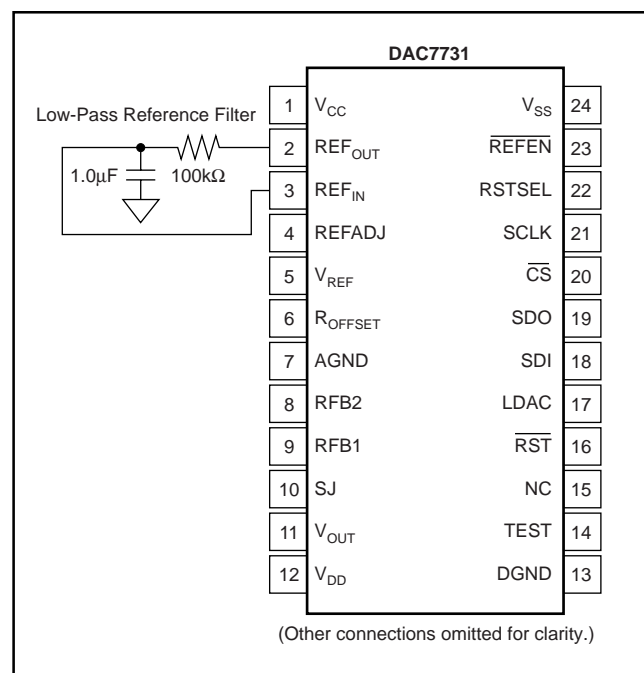 DAC7731
Low-Pass Reference Filter
1.0μF
100kΩ
1 V_CC
2 REF_OUT
3 REF_IN
4 REFADJ
5 V_REF
6 R_OFFSET
7 AGND
8 RFB2
9 RFB1
10 SJ
11 V_OUT
12 V_DD
V_SS 24
R̅E̅F̅E̅N̅ 23
RSTSEL 22
SCLK 21
C̅S̅ 20
SDO 19
SDI 18
LDAC 17
R̅S̅T̅ 16
NC 15
TEST 14
DGND 13
(Other connections omitted for clarity.)